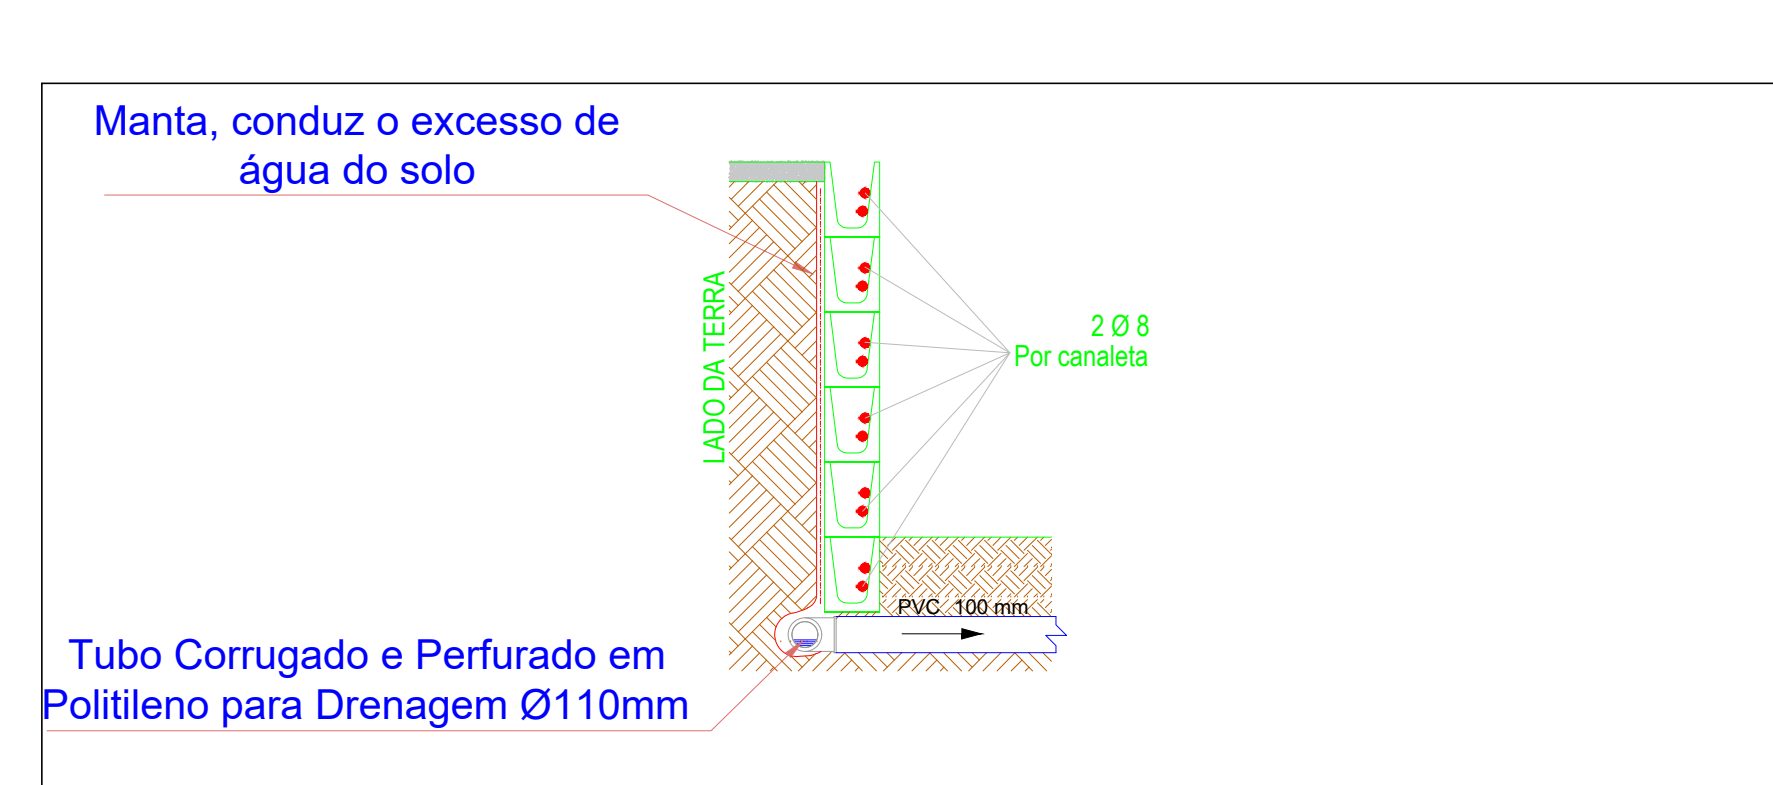 Manta, conduz o excesso de
água do solo
LADO DA TERRA
2 Ø 8
Por canaleta
PVC 100 mm
Tubo Corrugado e Perfurado em
Politileno para Drenagem Ø110mm